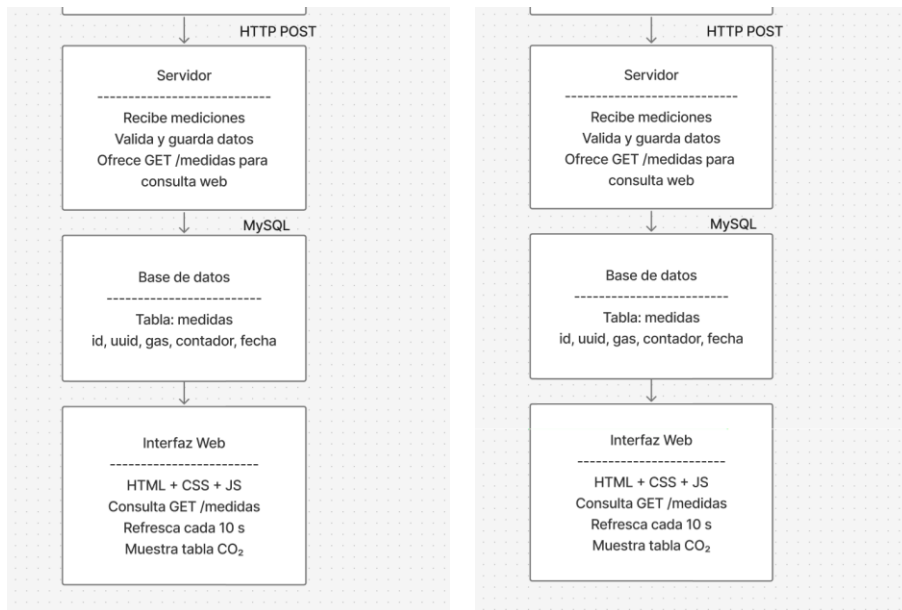 HTTP POST
Servidor
-----------------------------
Recibe mediciones
Valida y guarda datos
Ofrece GET /medidas para
consulta web
MySQL
Base de datos
--------------------------
Tabla: medidas
id, uuid, gas, contador, fecha
Interfaz Web
-------------------------
HTML + CSS + JS
Consulta GET /medidas
Refresca cada 10 s
Muestra tabla CO₂
HTTP POST
Servidor
-----------------------------
Recibe mediciones
Valida y guarda datos
Ofrece GET /medidas para
consulta web
MySQL
Base de datos
--------------------------
Tabla: medidas
id, uuid, gas, contador, fecha
Interfaz Web
-------------------------
HTML + CSS + JS
Consulta GET /medidas
Refresca cada 10 s
Muestra tabla CO₂